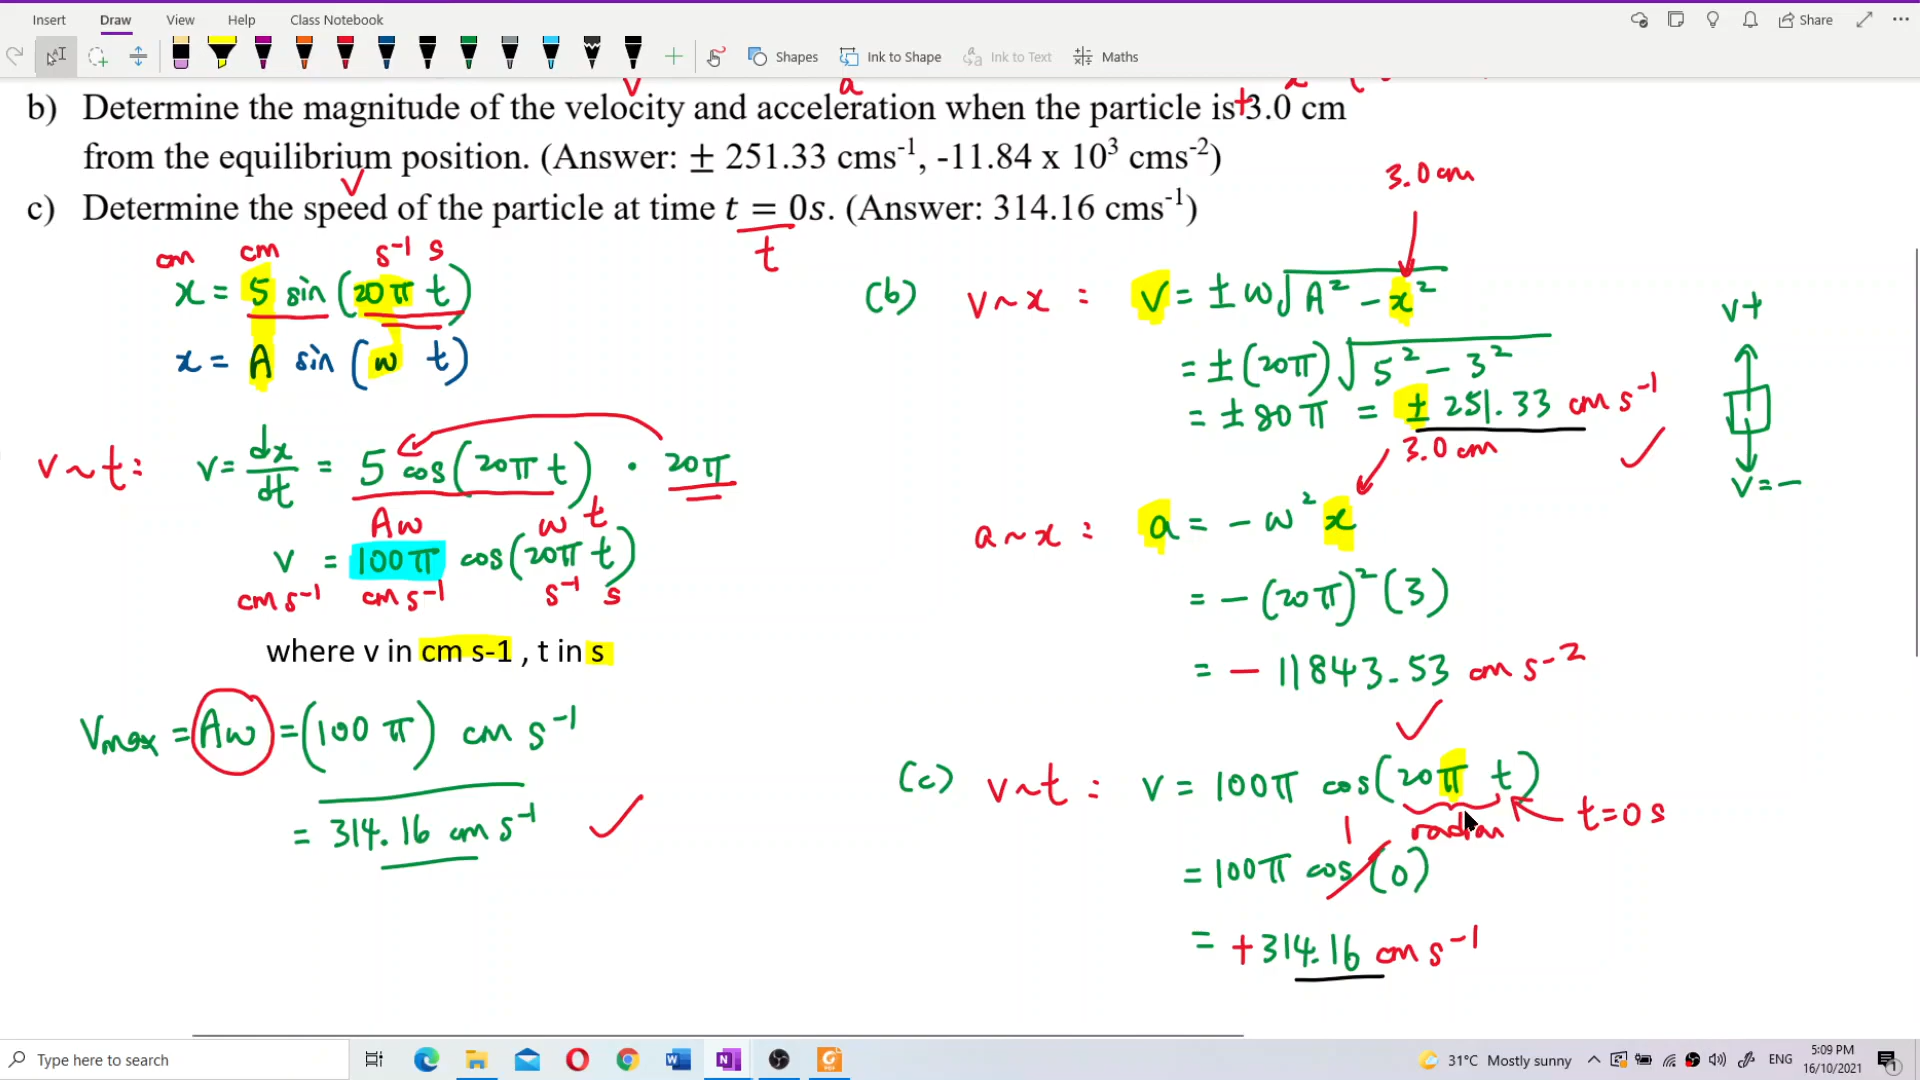 Insert Draw View Help Class Notebook Share
Shapes Ink to Shape Ink to Text Maths
v a
b) Determine the magnitude of the velocity and acceleration when the particle is +3.0 cm
from the equilibrium position. (Answer: ± 251.33 cms⁻¹, -11.84 x 10³ cms⁻²)
v
c) Determine the speed of the particle at time t = 0s. (Answer: 314.16 cms⁻¹)
t
cm cm s⁻¹ s
x = 5 sin (20π t)
x = A sin (ω t)
v~t: v = dx/dt = 5 cos(20π t) · 20π
Aω ω t
v = 100π cos(20π t)
cm s⁻¹ cm s⁻¹ s⁻¹ s
where v in cm s-1 , t in s
Vmax = Aω = (100 π) cm s⁻¹
= 314.16 cm s⁻¹
3.0 cm
(b) v~x : v = ± ω√A² − x²
= ± (20π)√5² − 3²
= ± 80π = ± 251.33 cm s⁻¹
v+
v = −
3.0 cm
a~x : a = − ω² x
= − (20π)² (3)
= − 11843.53 cm s⁻²
(c) v~t : v = 100π cos(20π t)
radian t=0 s
1
= 100π cos (0)
= +314.16 cm s⁻¹
Type here to search 31°C Mostly sunny ENG 5:09 PM
16/10/2021
1